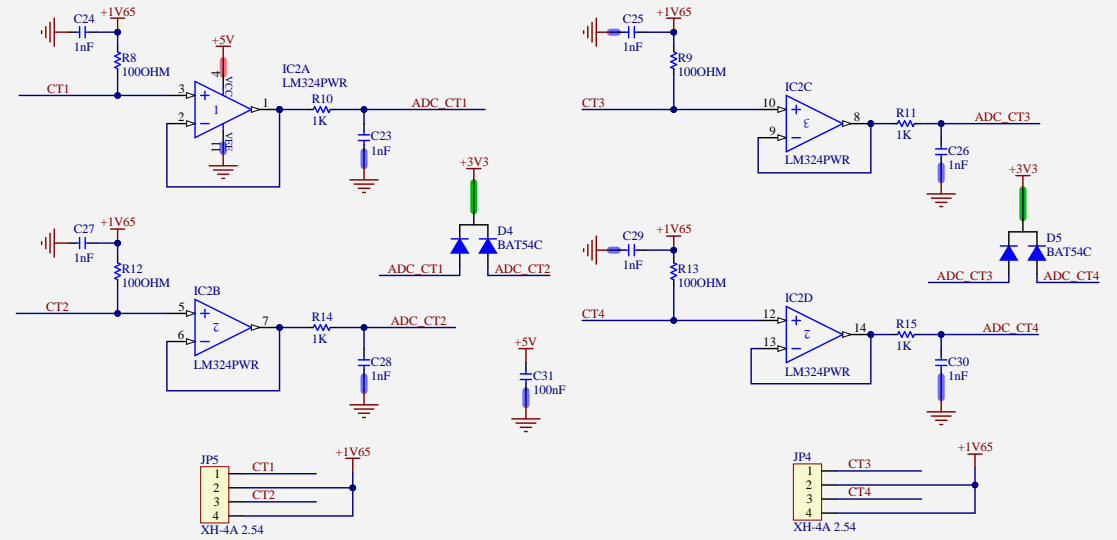 C24
+1V65
1nF
R8
100OHM
+5V
4
VCC
IC2A
LM324PWR
CT1
3
1
1
2
R10
1K
ADC_CT1
11
VEE
C23
1nF
C25
+1V65
1nF
R9
100OHM
IC2C
CT3
10
3
8
9
R11
1K
ADC_CT3
LM324PWR
C26
1nF
+3V3
D4
BAT54C
ADC_CT1
ADC_CT2
+3V3
D5
BAT54C
ADC_CT3
ADC_CT4
C27
+1V65
1nF
R12
100OHM
IC2B
CT2
5
2
7
6
R14
1K
ADC_CT2
LM324PWR
C28
1nF
+5V
C31
100nF
C29
+1V65
1nF
R13
100OHM
IC2D
CT4
12
2
14
13
R15
1K
ADC_CT4
LM324PWR
C30
1nF
JP5
+1V65
1
CT1
2
3
CT2
4
XH-4A 2.54
JP4
+1V65
1
CT3
2
3
CT4
4
XH-4A 2.54